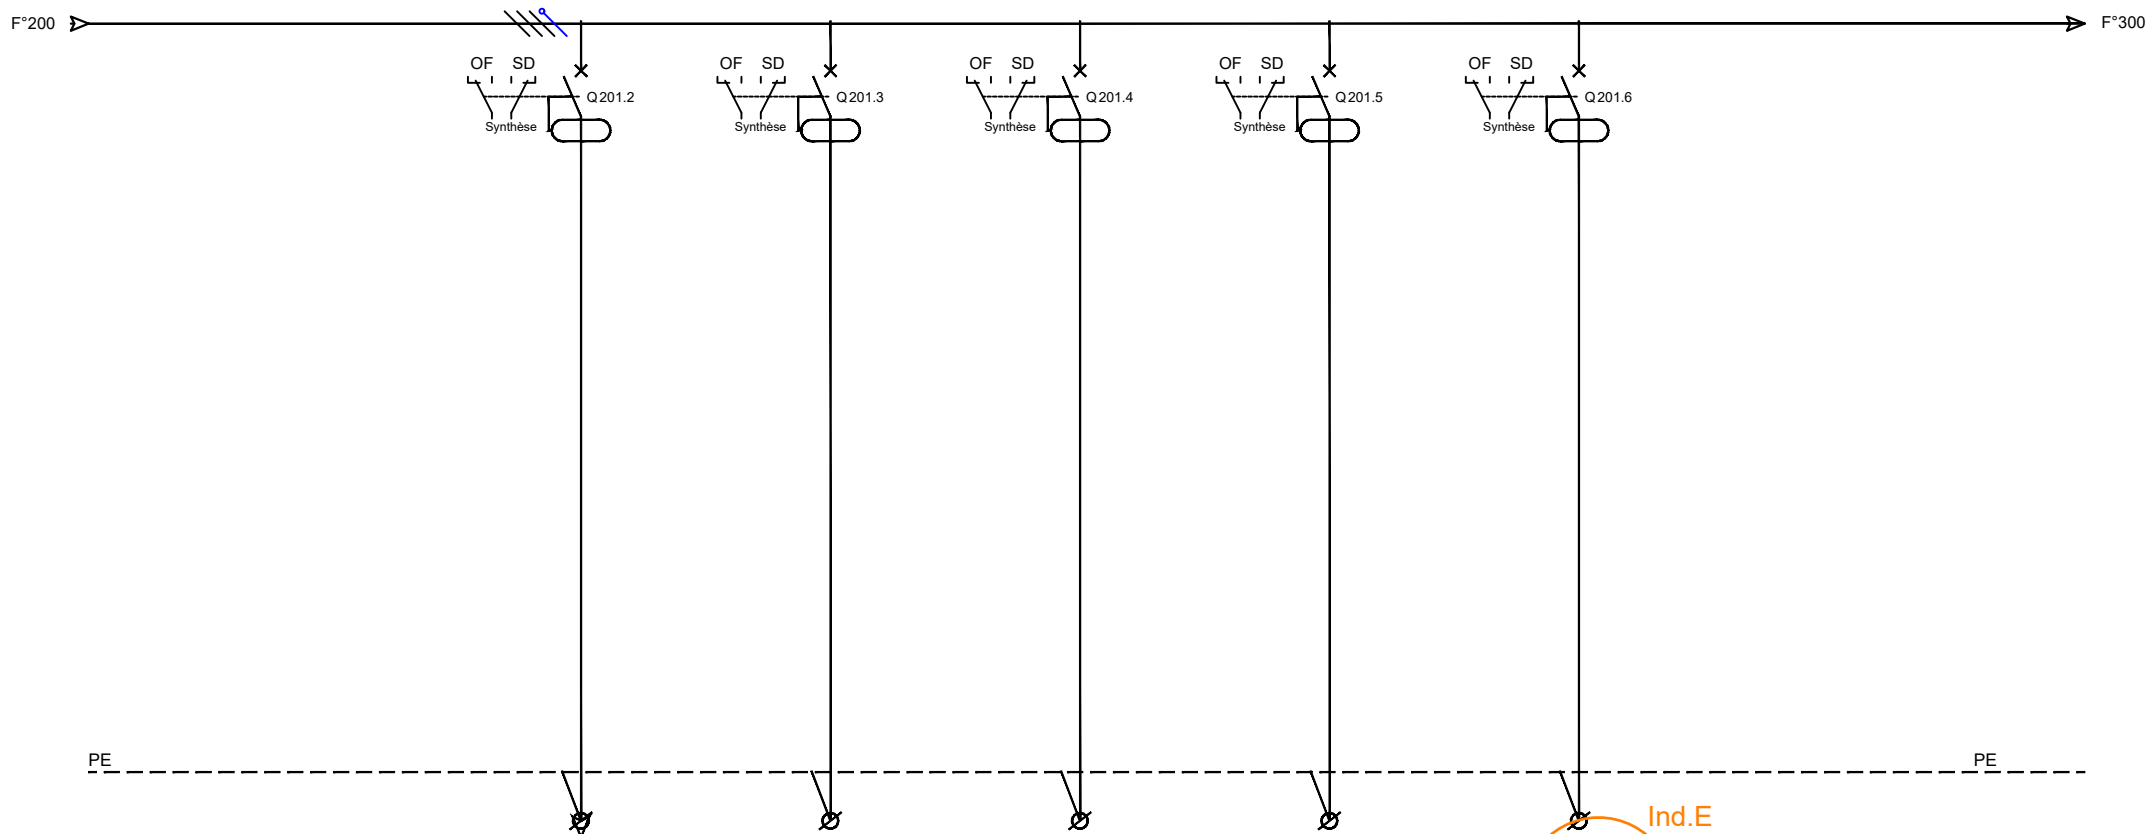 F°200 F°300
OF SD OF SD OF SD OF SD OF SD
Q201.2 Q201.3 Q201.4 Q201.5 Q201.6
Synthèse Synthèse Synthèse Synthèse Synthèse
PE PE
Ind.E